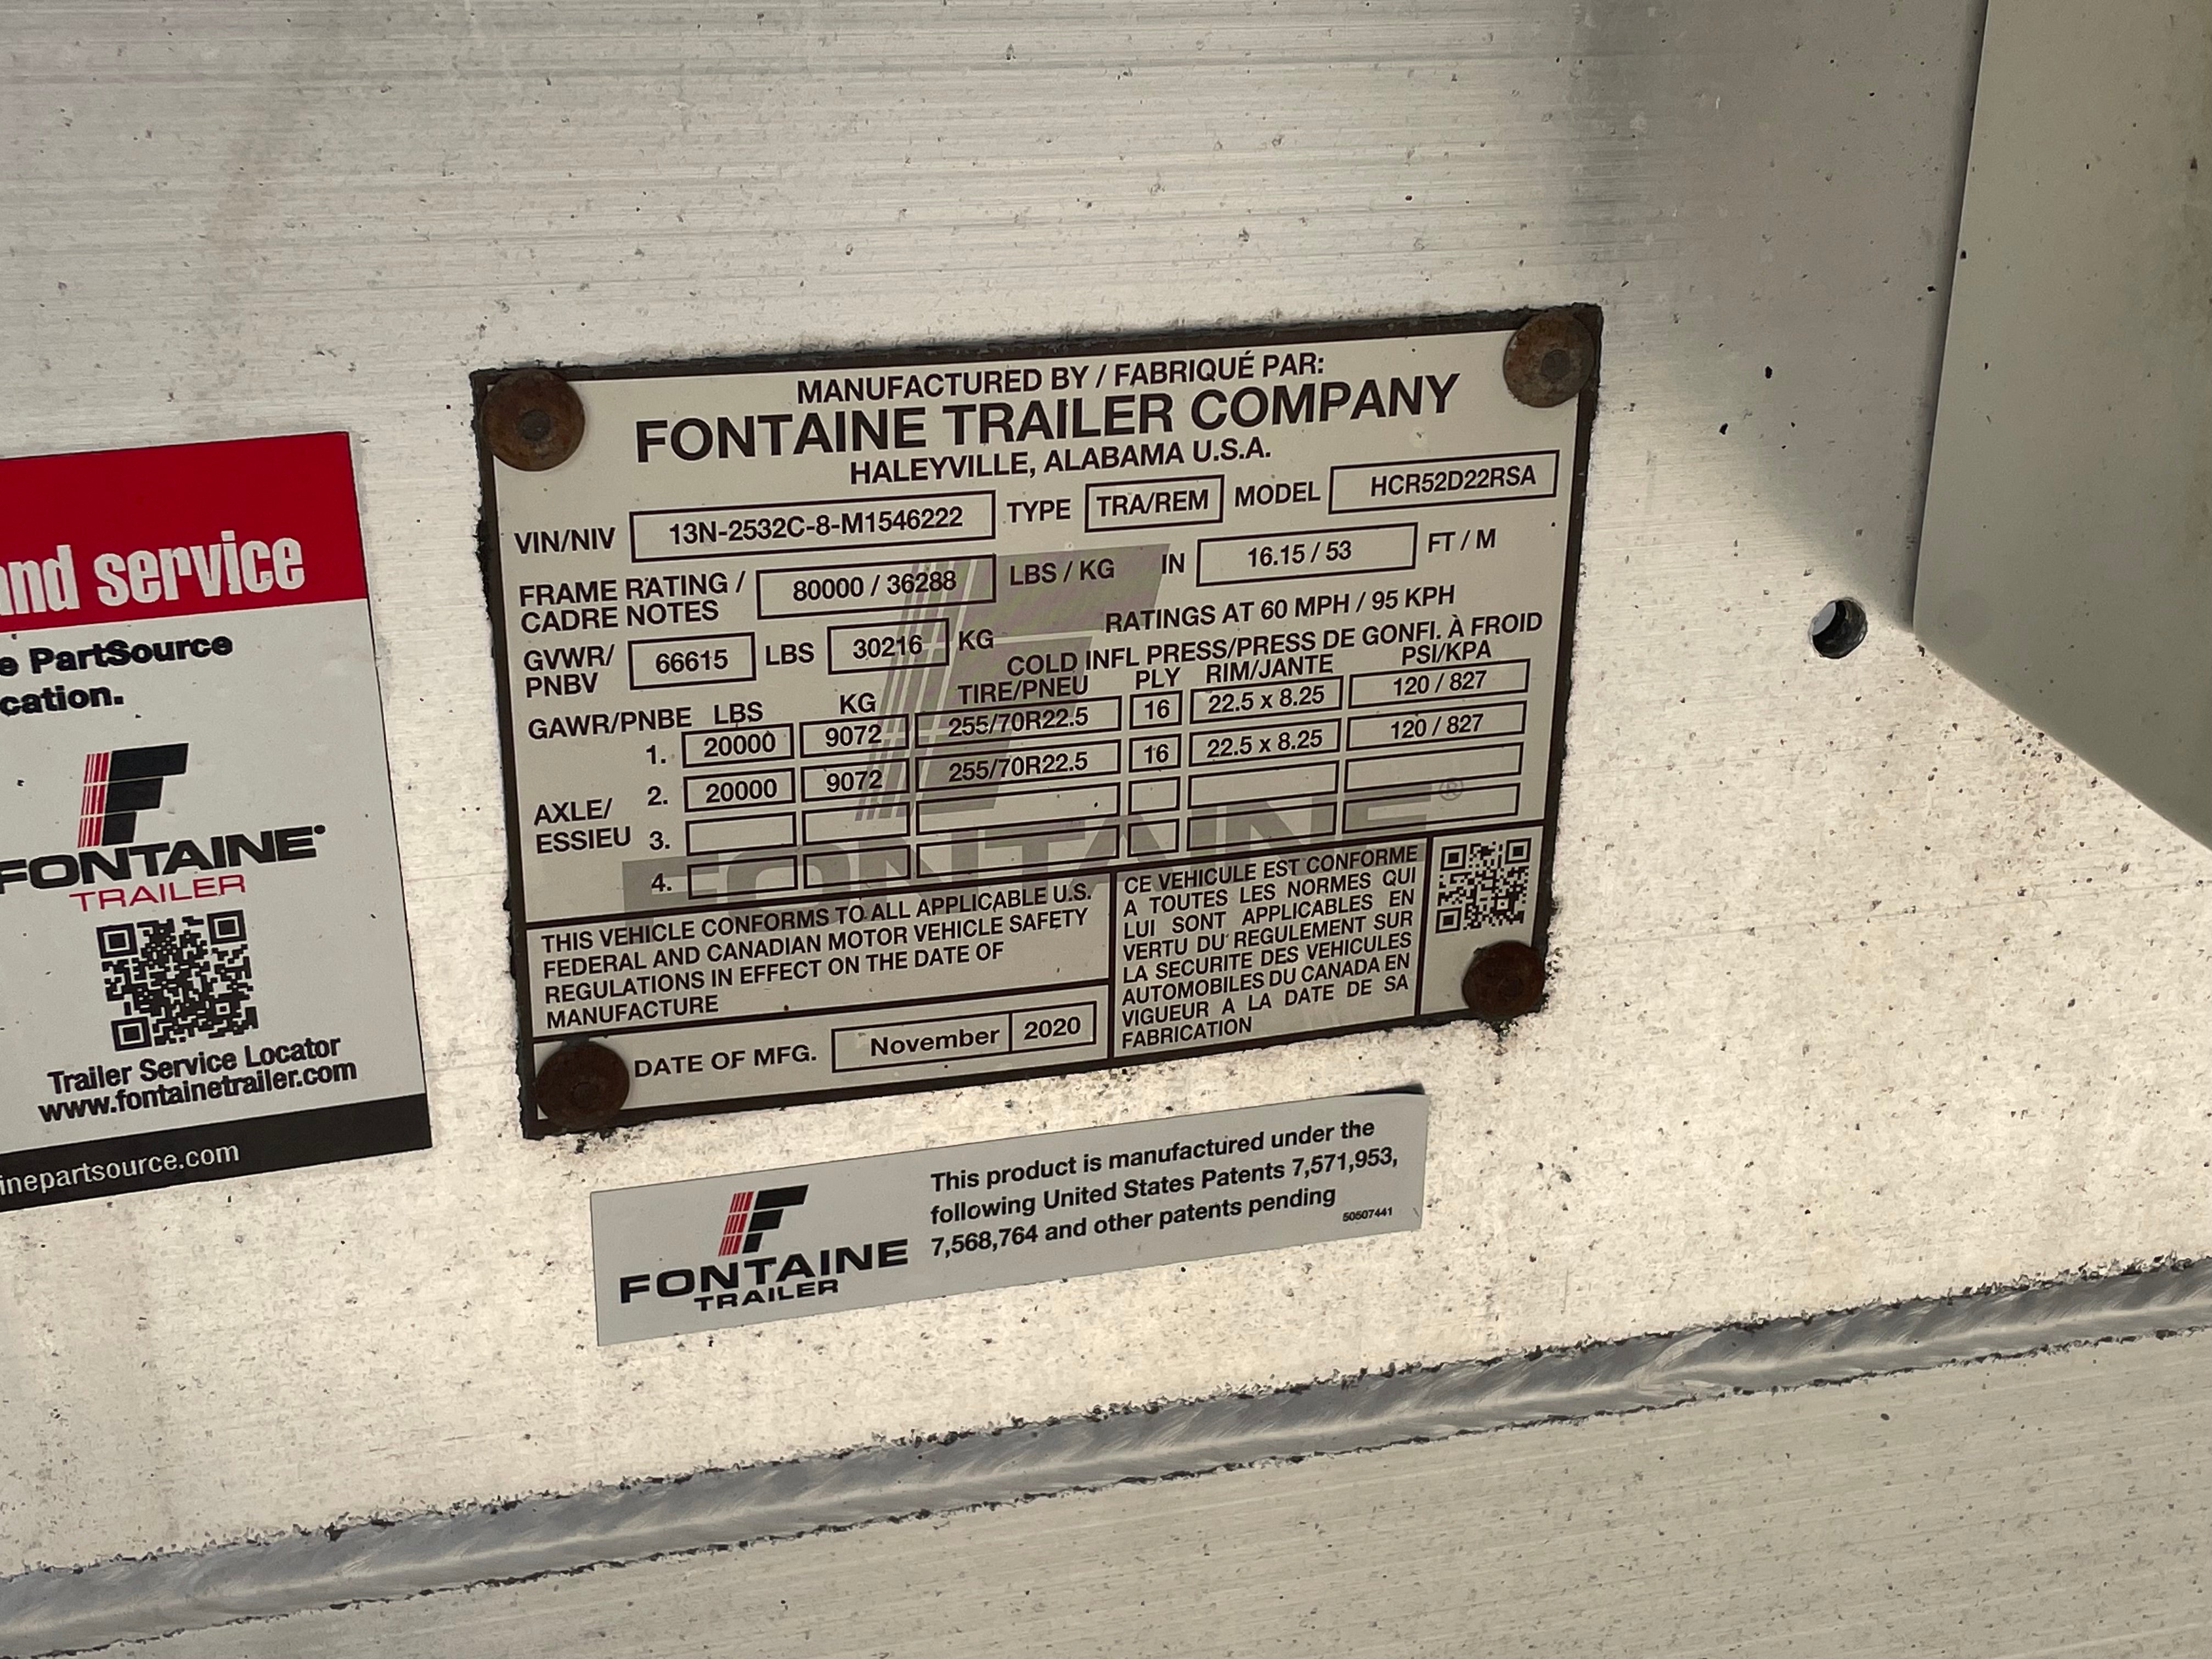 MANUFACTURED BY / FABRIQUÉ PAR:
FONTAINE TRAILER COMPANY
HALEYVILLE, ALABAMA U.S.A.
VIN/NIV 13N-2532C-8-M1546222 TYPE TRA/REM MODEL HCR52D22RSA
FRAME RATING / 80000 / 36288 LBS / KG IN 16.15 / 53 FT / M
CADRE NOTES
RATINGS AT 60 MPH / 95 KPH
GVWR/ 66615 LBS 30216 KG
PNBV
COLD INFL PRESS/PRESS DE GONFI. À FROID
GAWR/PNBE LBS KG TIRE/PNEU PLY RIM/JANTE PSI/KPA
1. 20000 9072 255/70R22.5 16 22.5 x 8.25 120 / 827
2. 20000 9072 255/70R22.5 16 22.5 x 8.25 120 / 827
AXLE/
ESSIEU 3.
4.
FONTAINE®
THIS VEHICLE CONFORMS TO ALL APPLICABLE U.S.
FEDERAL AND CANADIAN MOTOR VEHICLE SAFETY
REGULATIONS IN EFFECT ON THE DATE OF
MANUFACTURE
CE VEHICULE EST CONFORME
A TOUTES LES NORMES QUI
LUI SONT APPLICABLES EN
VERTU DU REGULEMENT SUR
LA SECURITE DES VEHICULES
AUTOMOBILES DU CANADA EN
VIGUEUR A LA DATE DE SA
FABRICATION
DATE OF MFG. November 2020
This product is manufactured under the
following United States Patents 7,571,953,
7,568,764 and other patents pending
50507441
FONTAINE
TRAILER
nd service
e PartSource
cation.
FONTAINE
TRAILER
Trailer Service Locator
www.fontainetrailer.com
inepartsource.com